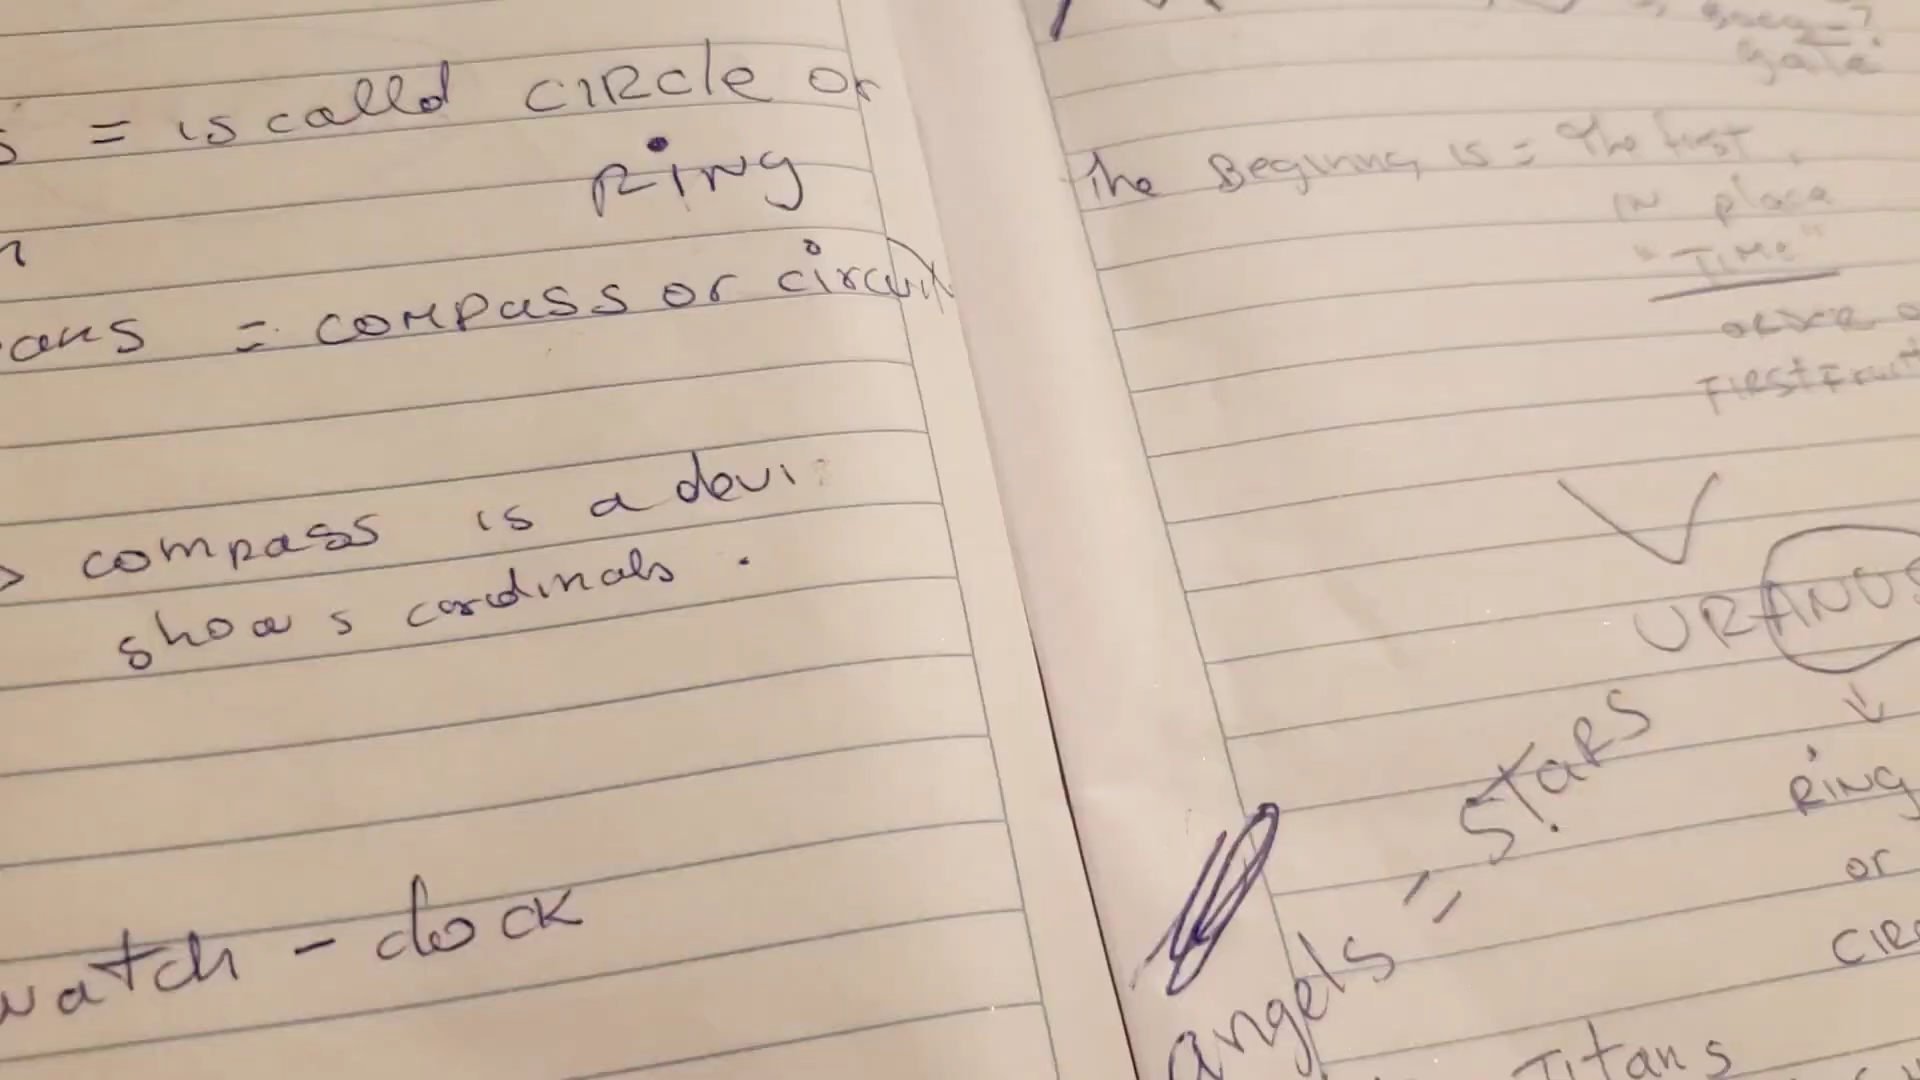 = is called CIRCLE or
Ring
= compass or circuit
compass is a devi
shows cardinals .
watch - clock
gate.
The Beginning is = The first
in place
"TIME"
URANUS
RING
or
angels = STARS
Titans